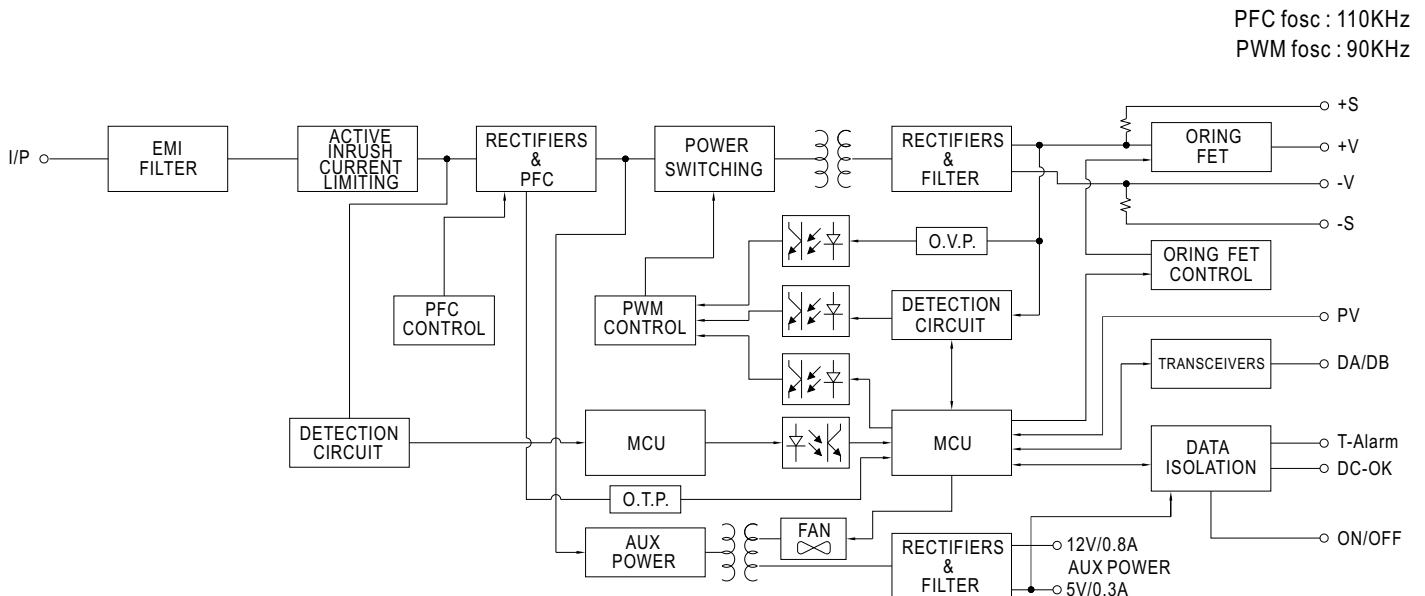 PFC fosc : 110KHz
PWM fosc : 90KHz
I/P
EMI
FILTER
ACTIVE
INRUSH
CURRENT
LIMITING
RECTIFIERS
&
PFC
POWER
SWITCHING
RECTIFIERS
&
FILTER
ORING
FET
+S
+V
-V
-S
O.V.P.
ORING FET
CONTROL
PFC
CONTROL
PWM
CONTROL
DETECTION
CIRCUIT
PV
TRANSCEIVERS
DA/DB
DETECTION
CIRCUIT
MCU
MCU
DATA
ISOLATION
T-Alarm
DC-OK
O.T.P.
FAN
ON/OFF
AUX
POWER
RECTIFIERS
&
FILTER
12V/0.8A
AUX POWER
5V/0.3A